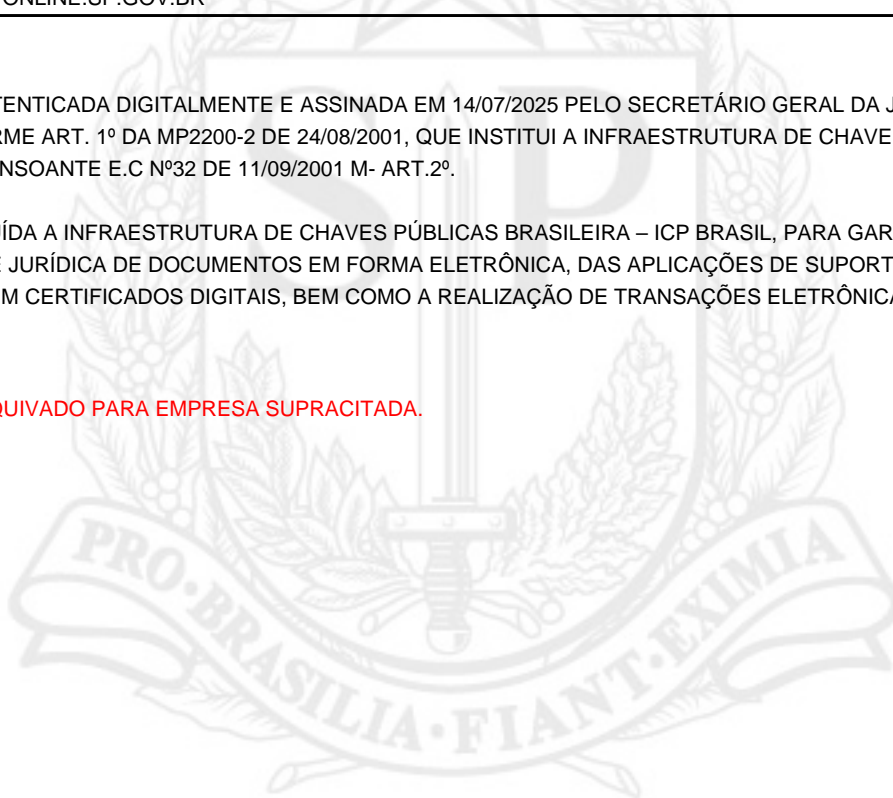 ONLINE.SP.GOV.BR
TENTICADA DIGITALMENTE E ASSINADA EM 14/07/2025 PELO SECRETÁRIO GERAL DA J
RME ART. 1º DA MP2200-2 DE 24/08/2001, QUE INSTITUI A INFRAESTRUTURA DE CHAVE
NSOANTE E.C Nº32 DE 11/09/2001 M- ART.2º.
UÍDA A INFRAESTRUTURA DE CHAVES PÚBLICAS BRASILEIRA – ICP BRASIL, PARA GAR
E JURÍDICA DE DOCUMENTOS EM FORMA ELETRÔNICA, DAS APLICAÇÕES DE SUPORT
M CERTIFICADOS DIGITAIS, BEM COMO A REALIZAÇÃO DE TRANSAÇÕES ELETRÔNICA
QUIVADO PARA EMPRESA SUPRACITADA.
SP
PRO·BRASILIA·FIANT·EXIMIA